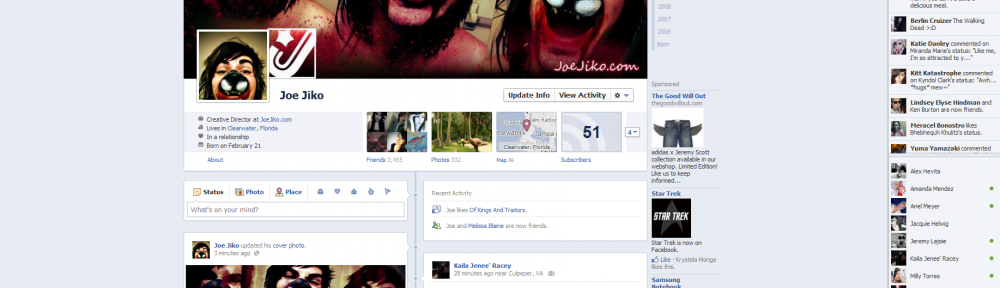 JoeJiko.com
Joe Jiko
Update Info
View Activity
Creative Director at JoeJiko.com
Lives in Clearwater, Florida
In a relationship
Born on February 21
About
Friends 2,455
Photos 332
Clearwater, Florida
Map 86
51
Subscribers
4
Status
Photo
Place
What's on your mind?
Joe Jiko updated his cover photo.
3 minutes ago
Recent Activity
Joe likes Of Kings And Traitors.
Joe and Melissa Blaine are now friends.
Kaila Jenee' Racey
28 minutes ago near Culpeper, VA
2008
2007
2006
Born
Sponsored
The Good Will Out
thegoodwillout.com
adidas x Jeremy Scott
collection available in our
webshop. Limited Edition!
Like us to keep
informed...
Star Trek
STAR TREK
Star Trek is now on
Facebook.
Like · Krystela Monge
likes this.
Samsung
delicious meal.
Berlin Cruizer The Walking
Dead >:D
Katie Danley commented on
Miranda Marie's status: "Like me,
I'm so attracted to y..."
Kitt Katastrophe commented
on Kyndol Clark's status: "Awh...
*hugs* mew~"
Lindsey Elyse Hindman and
Ken Burton are now friends.
Meracel Bonostro likes
Bhebhequh Khulitz's status.
Yuma Yamazaki commented
Alex Hevita
Amanda Mendez
Ariel Meyer
Jacquie Helwig
Jeremy Lajoie
Kaila Jenee' Racey
Milly Torres